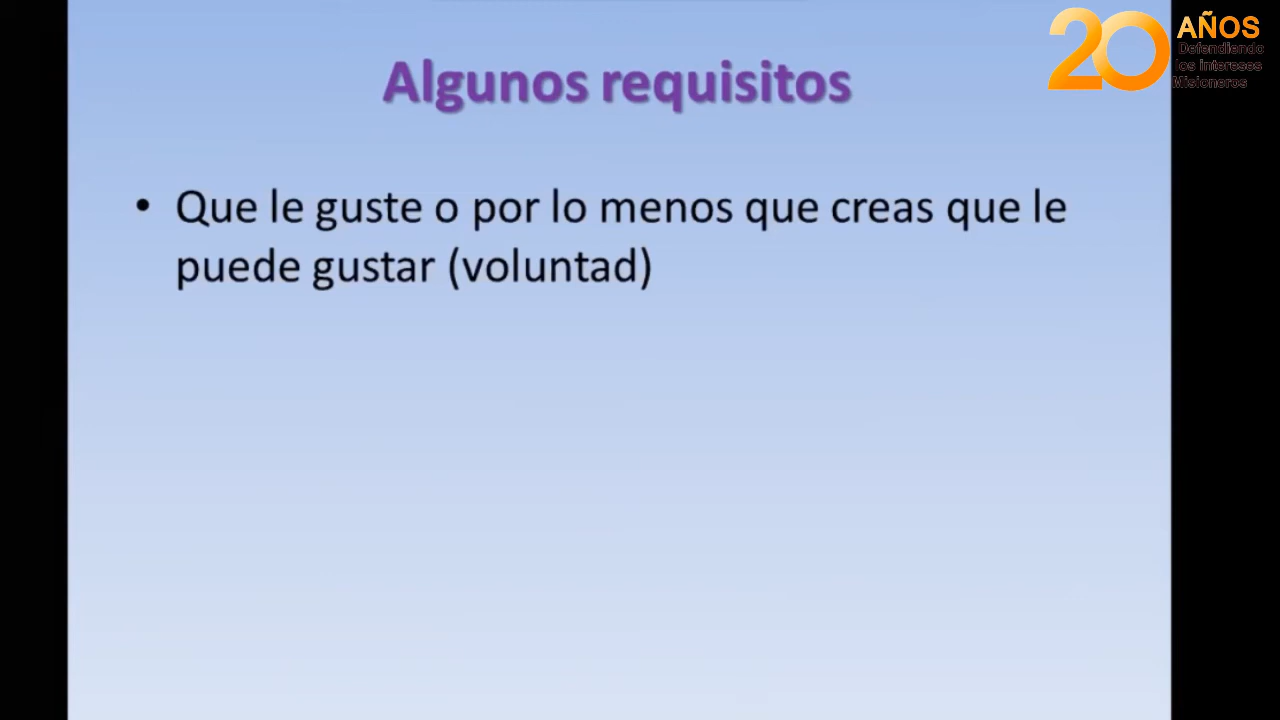 Algunos requisitos
• Que le guste o por lo menos que creas que le
puede gustar (voluntad)
20 AÑOS
Defendiendo
los intereses
Misioneros